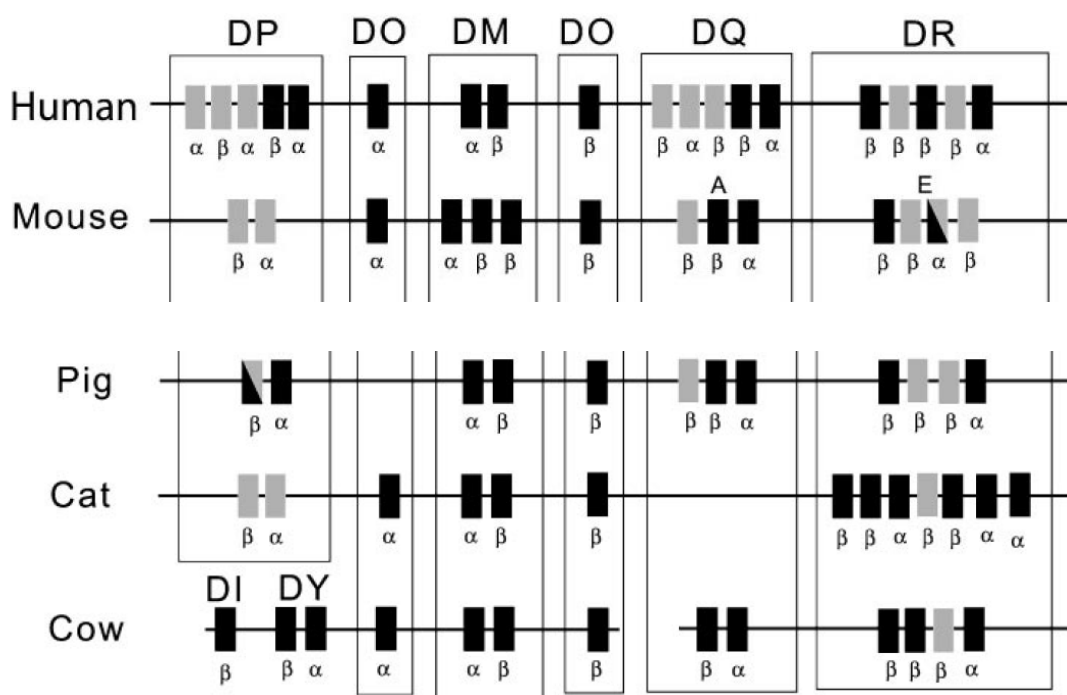 DP DO DM DO DQ DR
Human
α β α β α α α β β β α β β α β β β β α
A E
Mouse
β α α α β β β β β α β β α β
Pig
β α α β β β β α β β β α
Cat
β α α α β β β β α β β α α
DI DY
Cow
β β α α α β β β α β β β α